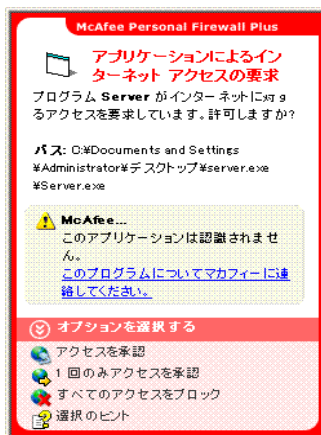 McAfee Personal Firewall Plus
アプリケーションによるイン
ターネット アクセスの要求
プログラム Server がインターネットに対す
るアクセスを要求しています。許可しますか?
パス: C:¥Documents and Settings
¥Administrator¥デスクトップ¥server.exe
¥Server.exe
McAfee...
このアプリケーションは認識されませ
ん。
このプログラムについてマカフィーに連
絡してください。
オプションを選択する
アクセスを承認
1 回のみアクセスを承認
すべてのアクセスをブロック
選択のヒント